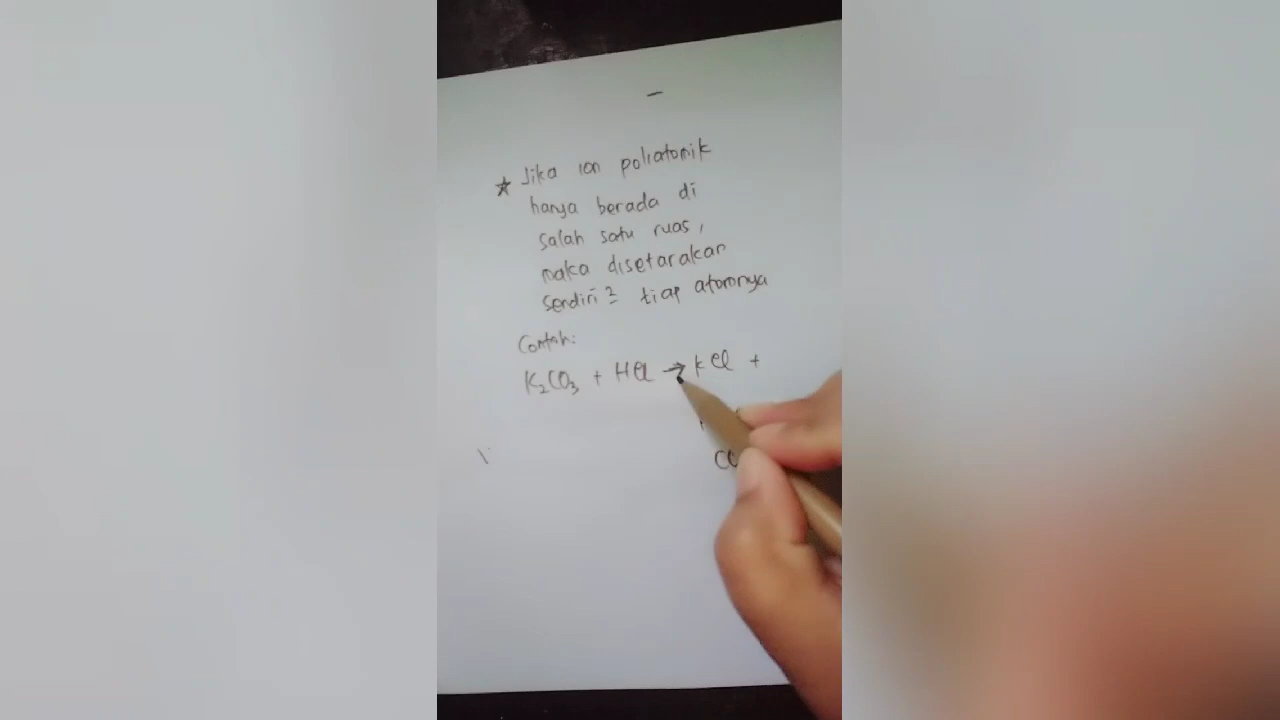 ☆ Jika ion poliatomik
hanya berada di
salah satu ruas,
maka disetarakan
sendiri² tiap atomnya
Contoh:
K₂CO₃ + HCl → KCl +